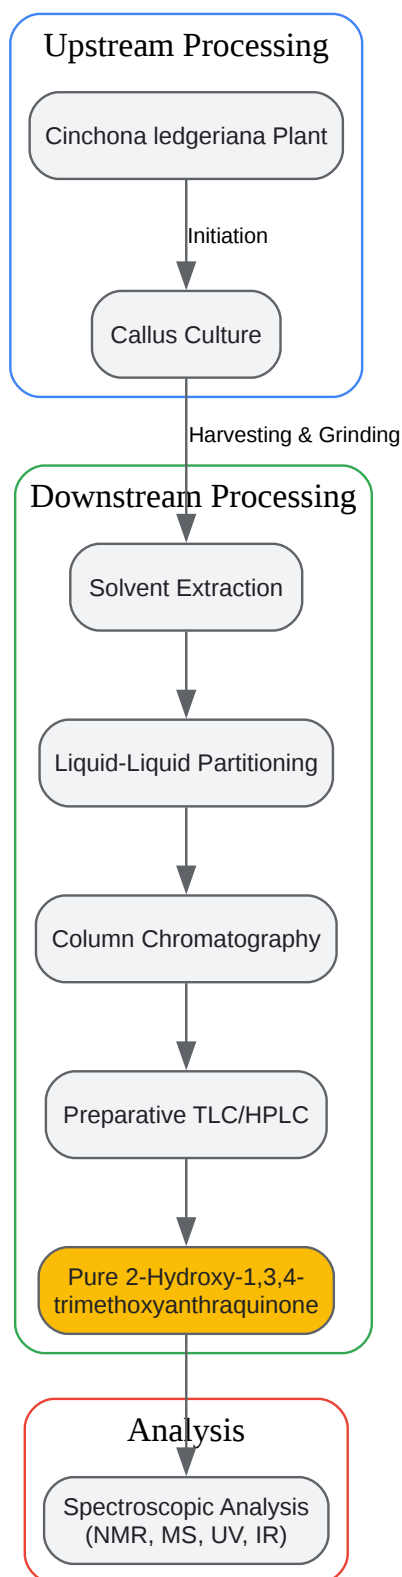 Upstream Processing
Cinchona ledgeriana Plant
Initiation
Callus Culture
Harvesting & Grinding
Downstream Processing
Solvent Extraction
Liquid-Liquid Partitioning
Column Chromatography
Preparative TLC/HPLC
Pure 2-Hydroxy-1,3,4-
trimethoxyanthraquinone
Analysis
Spectroscopic Analysis
(NMR, MS, UV, IR)